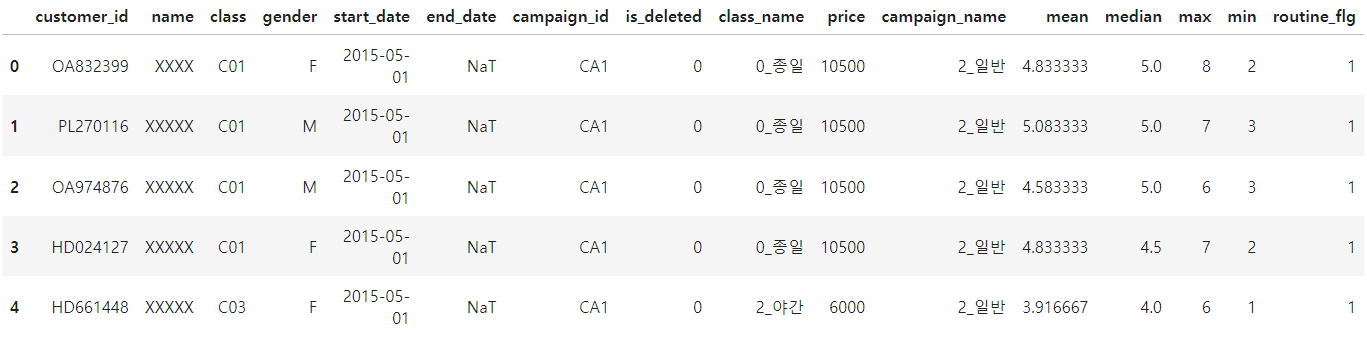 customer_id name class gender start_date end_date campaign_id is_deleted class_name price campaign_name mean median max min routine_flg
0 OA832399 XXXX C01 F 2015-05-01 NaT CA1 0 0_종일 10500 2_일반 4.833333 5.0 8 2 1
1 PL270116 XXXXX C01 M 2015-05-01 NaT CA1 0 0_종일 10500 2_일반 5.083333 5.0 7 3 1
2 OA974876 XXXXX C01 M 2015-05-01 NaT CA1 0 0_종일 10500 2_일반 4.583333 5.0 6 3 1
3 HD024127 XXXXX C01 F 2015-05-01 NaT CA1 0 0_종일 10500 2_일반 4.833333 4.5 7 2 1
4 HD661448 XXXXX C03 F 2015-05-01 NaT CA1 0 2_야간 6000 2_일반 3.916667 4.0 6 1 1